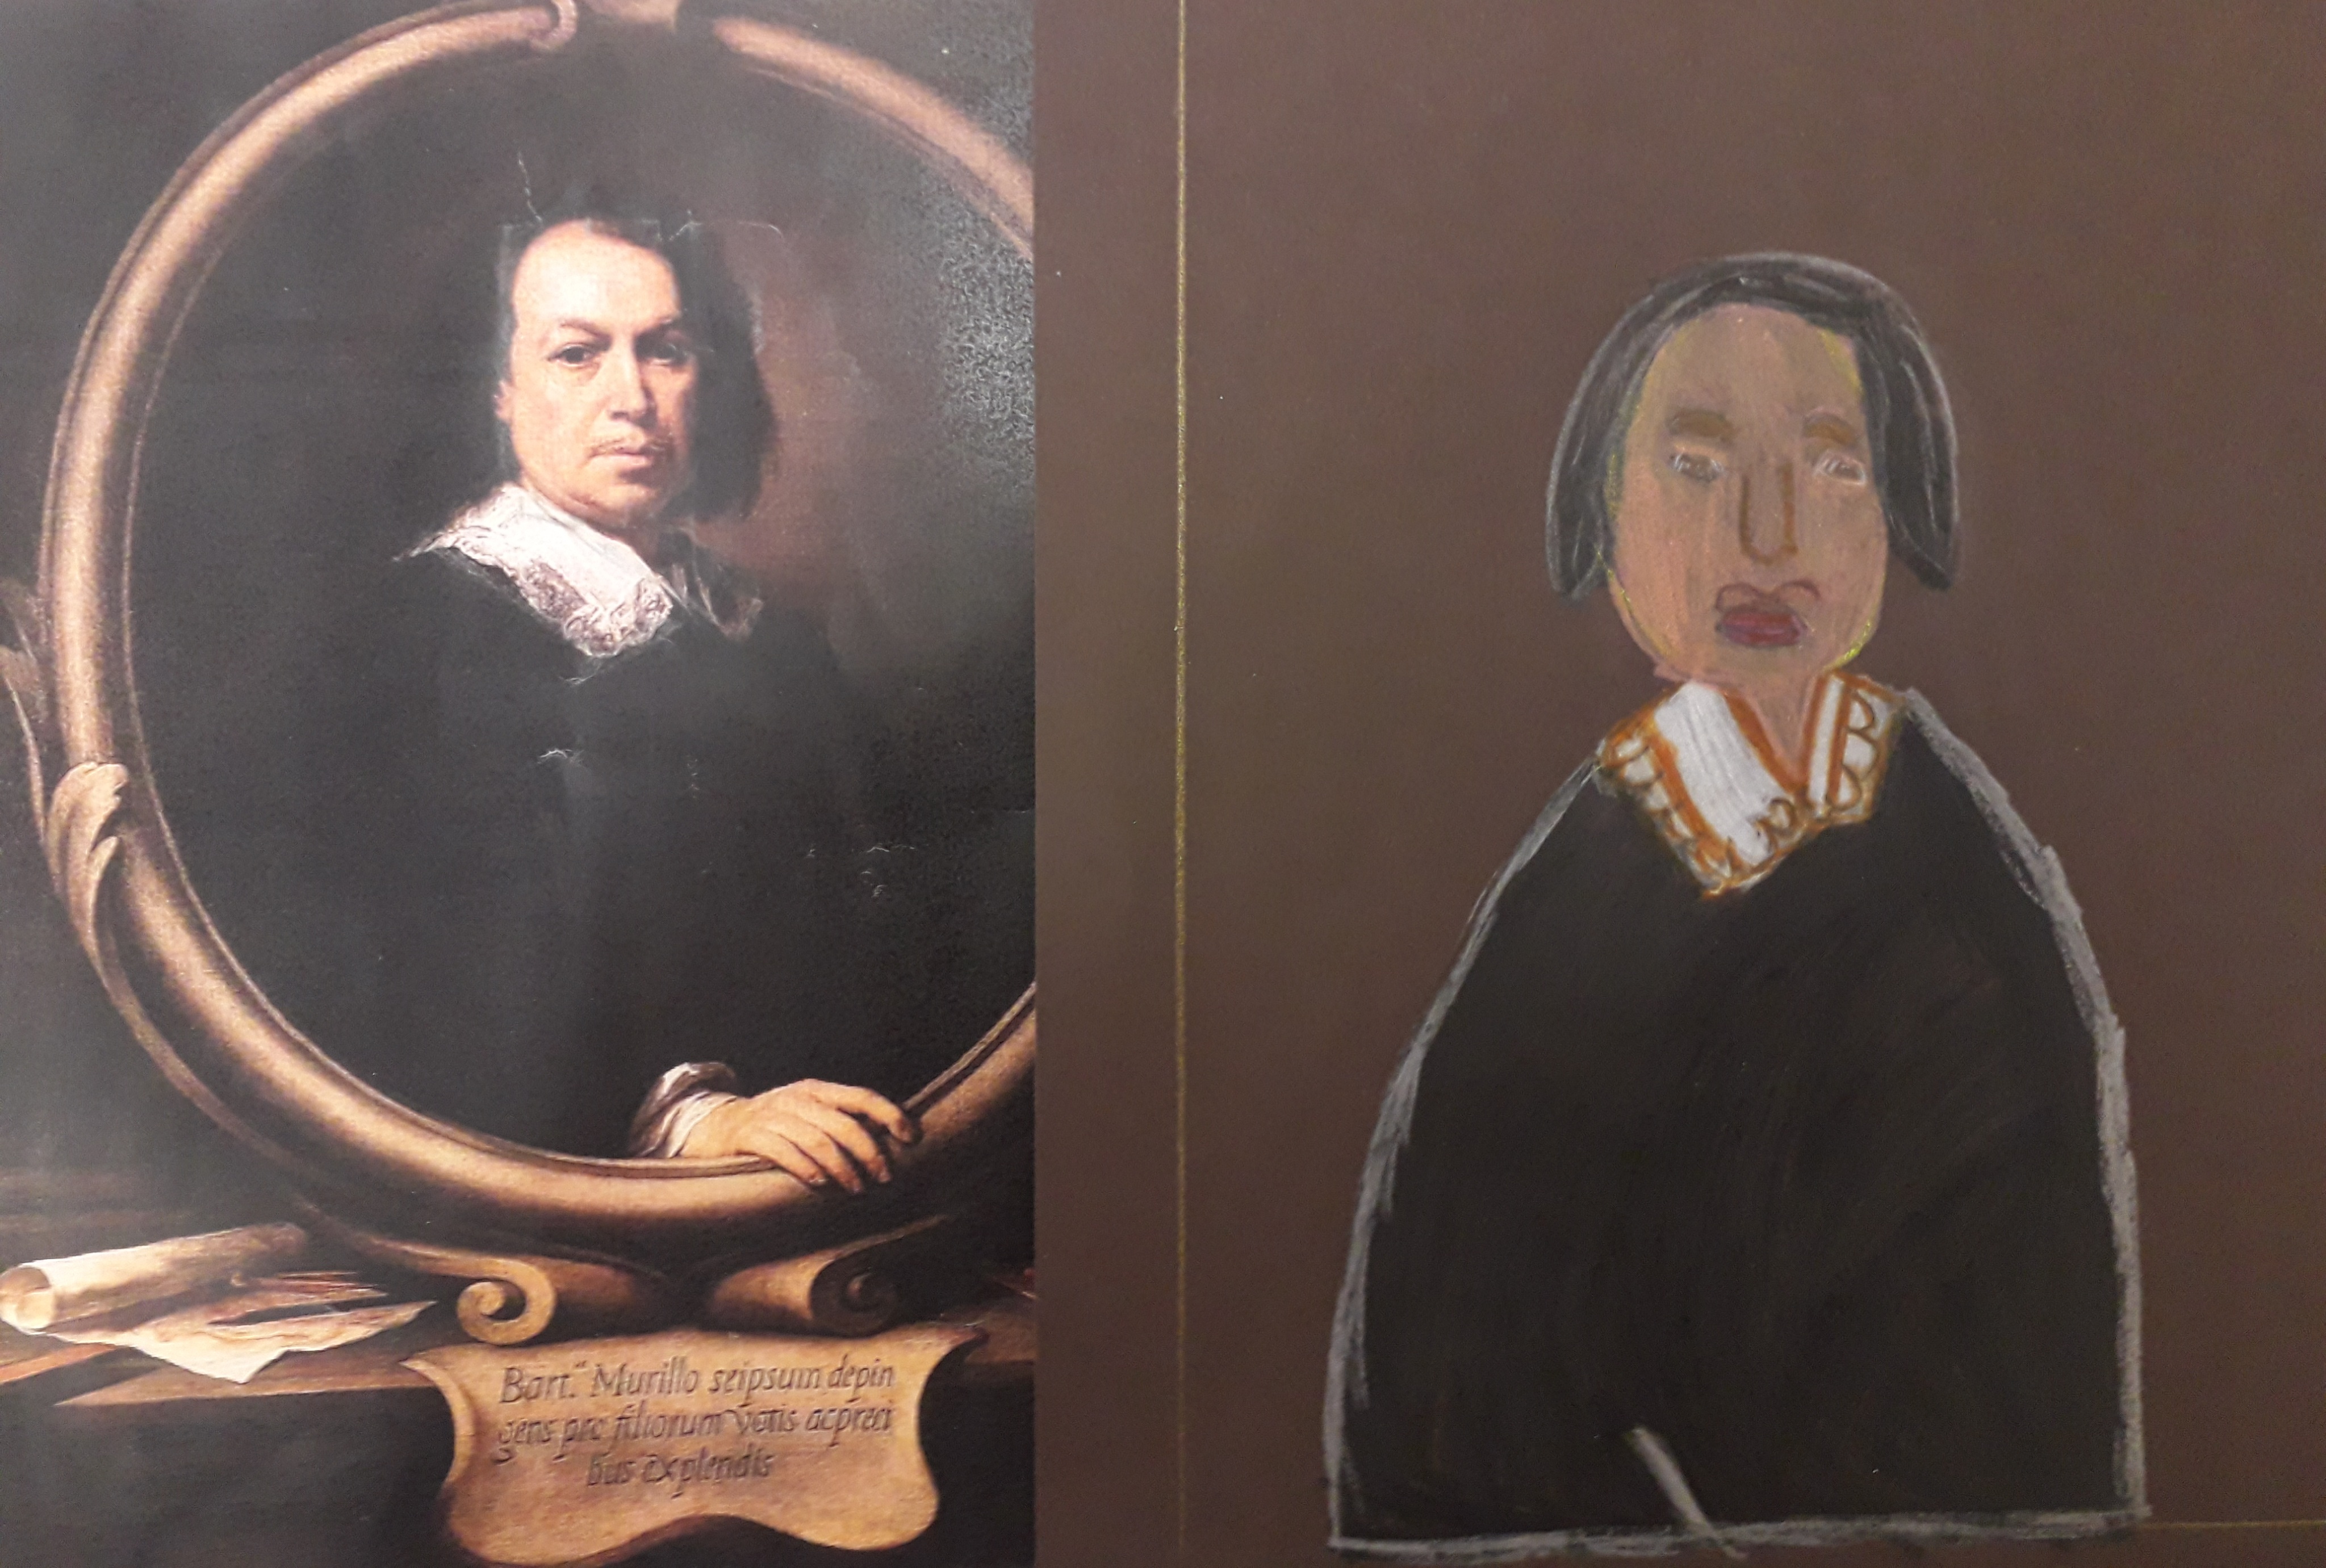 Bart.us Murillo seipsum depin
gens pro filiorum votis acpreci
bus explendis